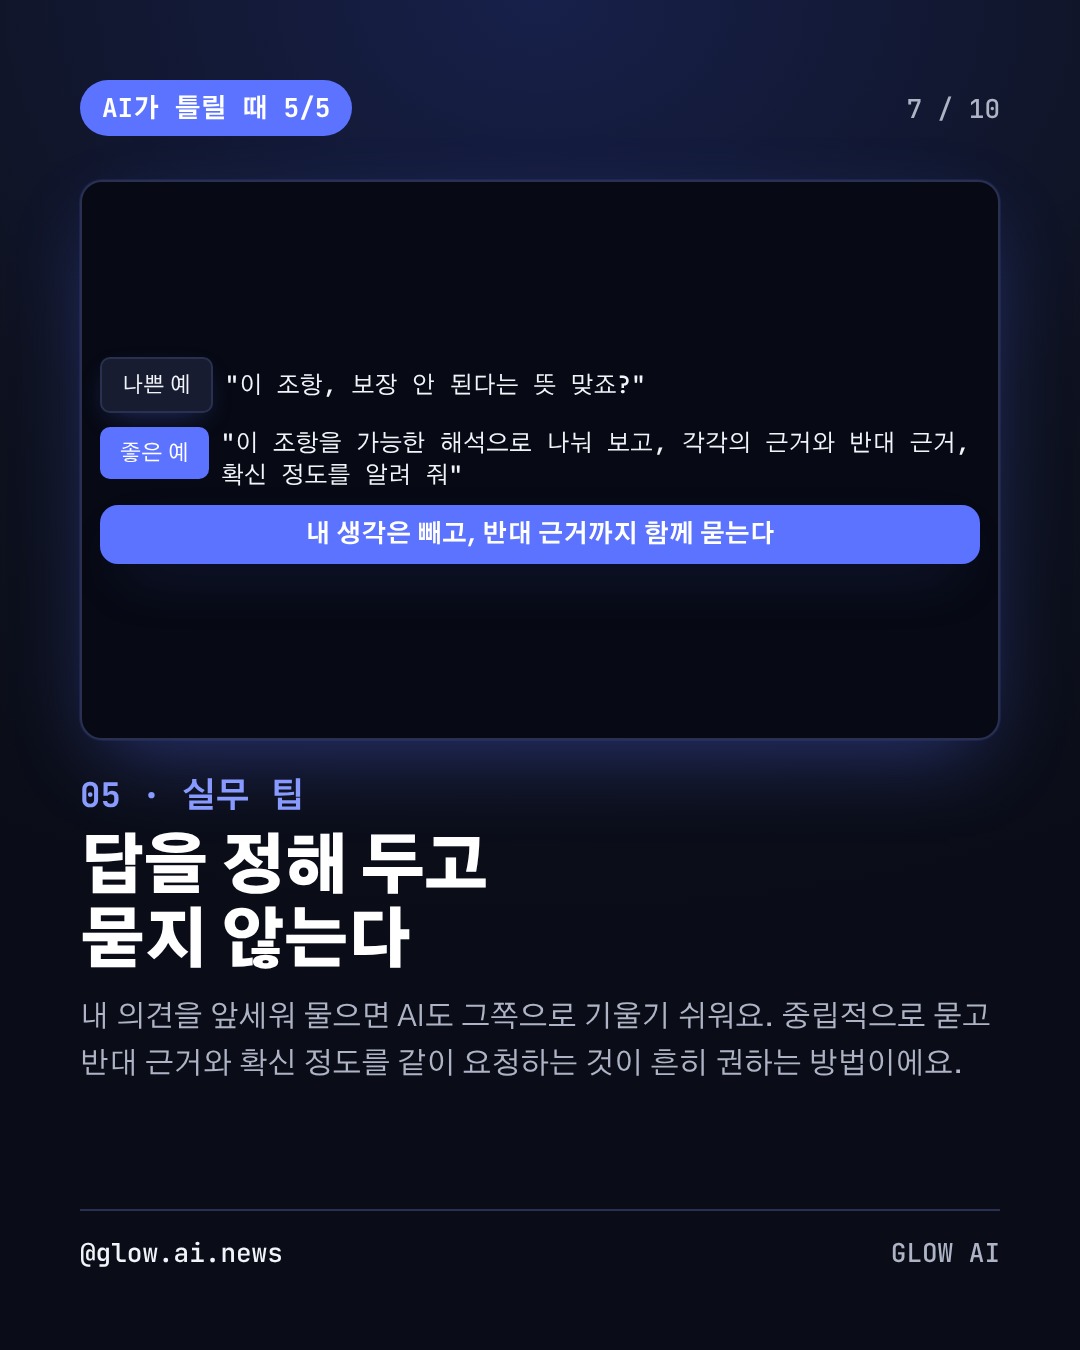 AI가 틀릴 때 5/5
7 / 10
나쁜 예
"이 조항, 보장 안 된다는 뜻 맞죠?"
좋은 예
"이 조항을 가능한 해석으로 나눠 보고, 각각의 근거와 반대 근거,
확신 정도를 알려 줘"
내 생각은 빼고, 반대 근거까지 함께 묻는다
05 · 실무 팁
답을 정해 두고
묻지 않는다
내 의견을 앞세워 물으면 AI도 그쪽으로 기울기 쉬워요. 중립적으로 묻고
반대 근거와 확신 정도를 같이 요청하는 것이 흔히 권하는 방법이에요.
@glow.ai.news
GLOW AI